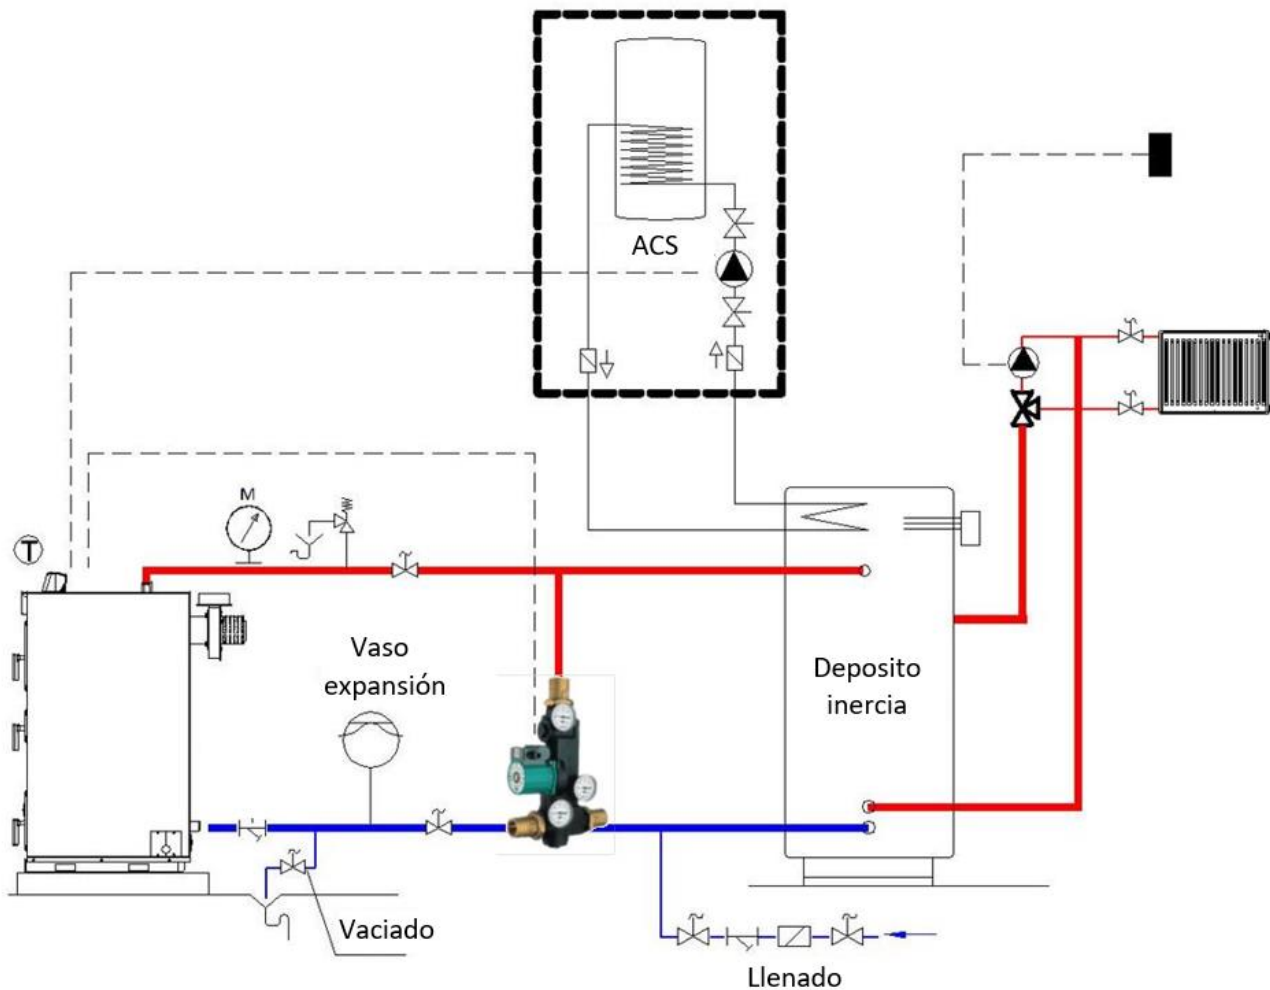 ACS
M
T
Vaso
expansión
Deposito
inercia
Vaciado
Llenado